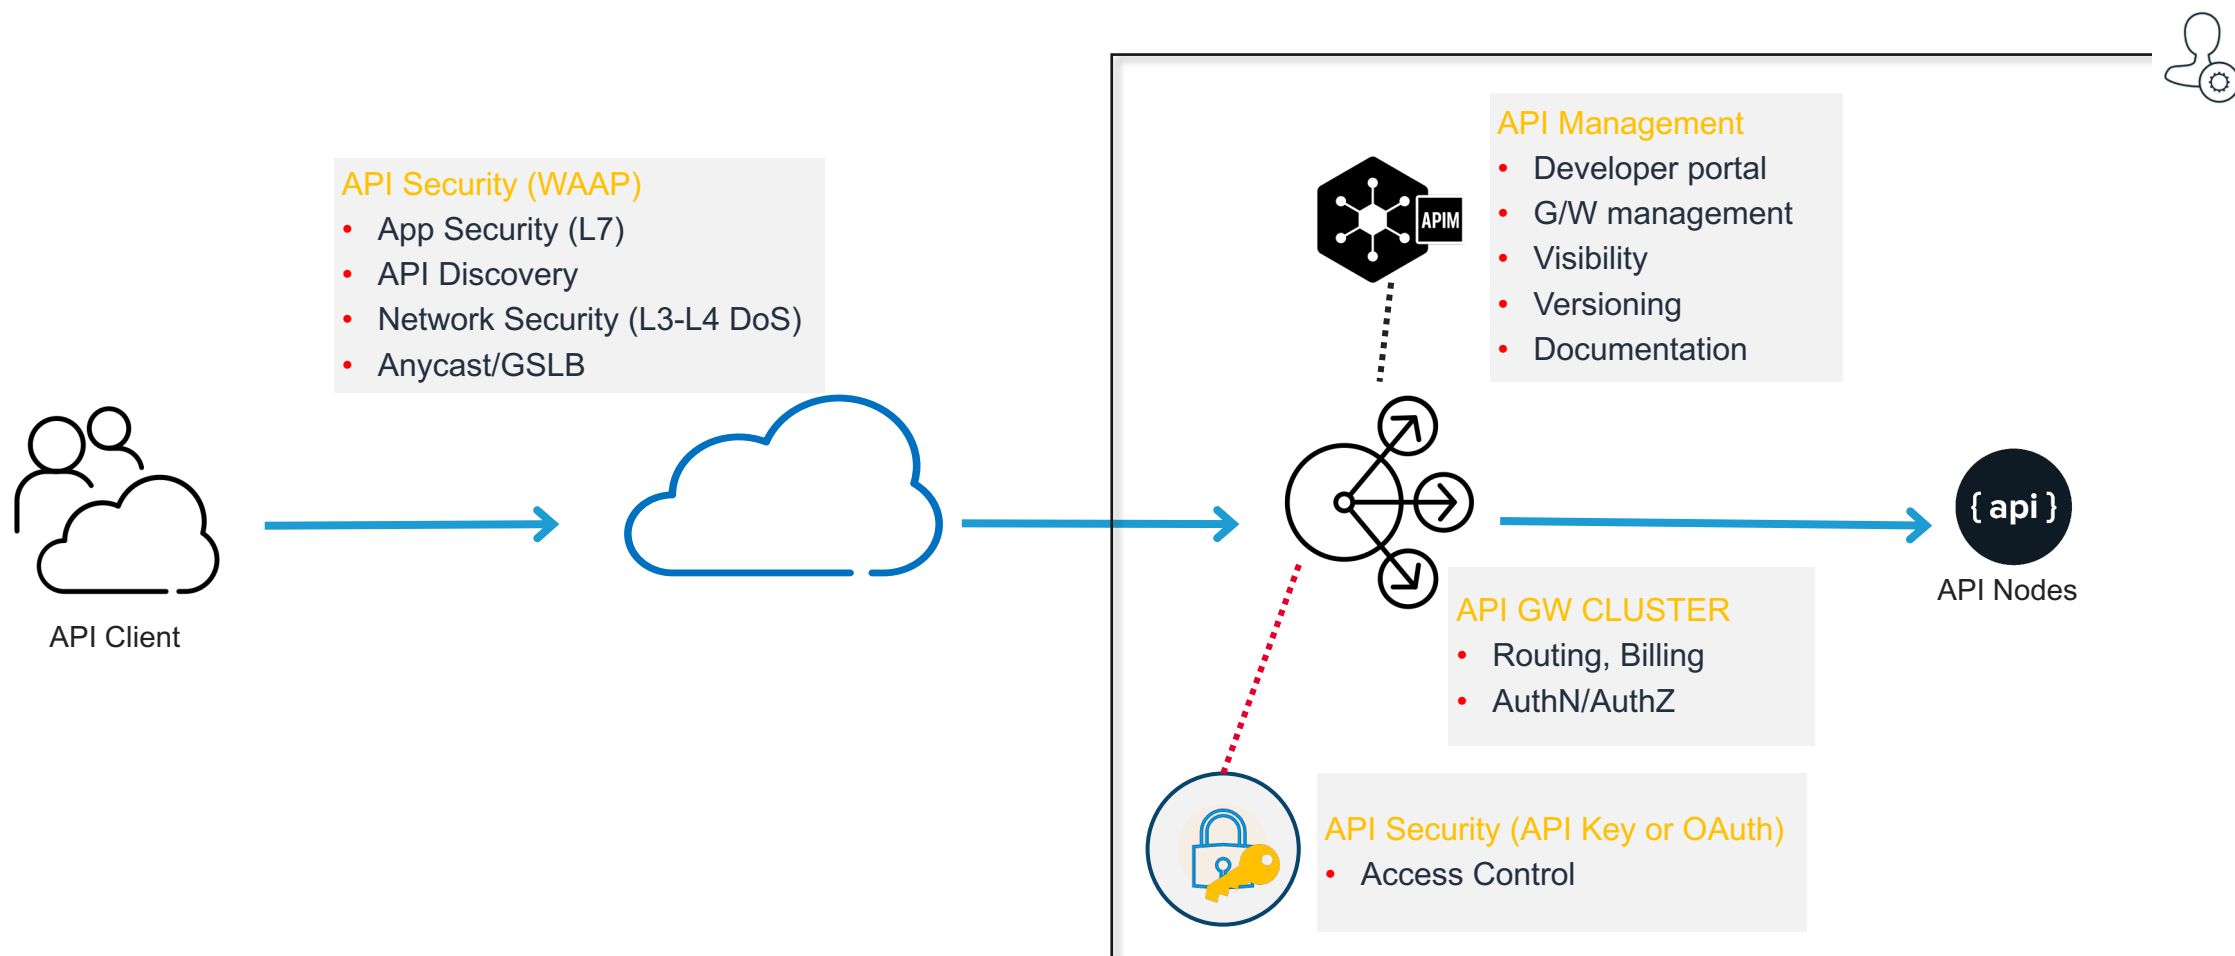 API Management
• Developer portal
• G/W management
• Visibility
• Versioning
• Documentation
APIM
API Security (WAAP)
• App Security (L7)
• API Discovery
• Network Security (L3-L4 DoS)
• Anycast/GSLB
API Client
{api}
API Nodes
API GW CLUSTER
• Routing, Billing
• AuthN/AuthZ
API Security (API Key or OAuth)
• Access Control